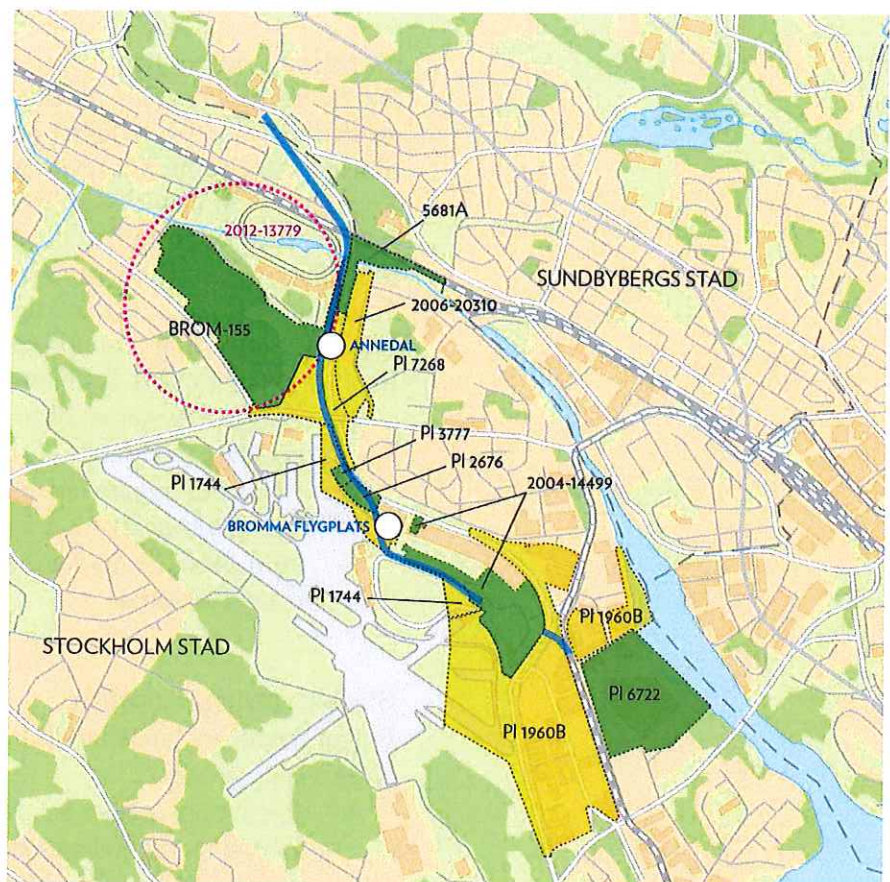 5681A
2012-13779
SUNDBYBERGS STAD
2006-20310
BROM-155
ANNEDAL
Pl 7268
Pl 3777
Pl 1744
Pl 2676
2004-14499
BROMMA FLYGPLATS
Pl 1744
Pl 1960B
STOCKHOLM STAD
Pl 6722
Pl 1960B